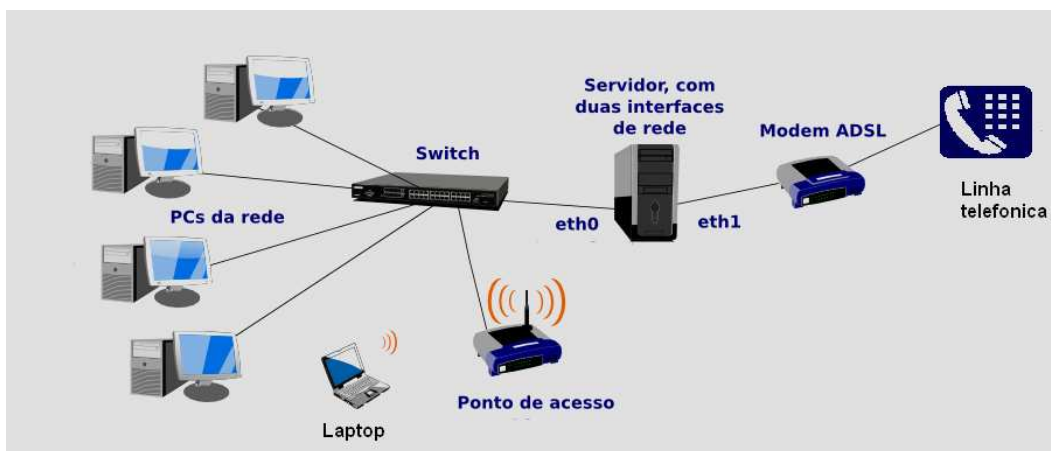 Servidor, com
duas interfaces
de rede
Modem ADSL
Switch
Linha
telefonica
PCs da rede
eth0
eth1
Ponto de acesso
Laptop